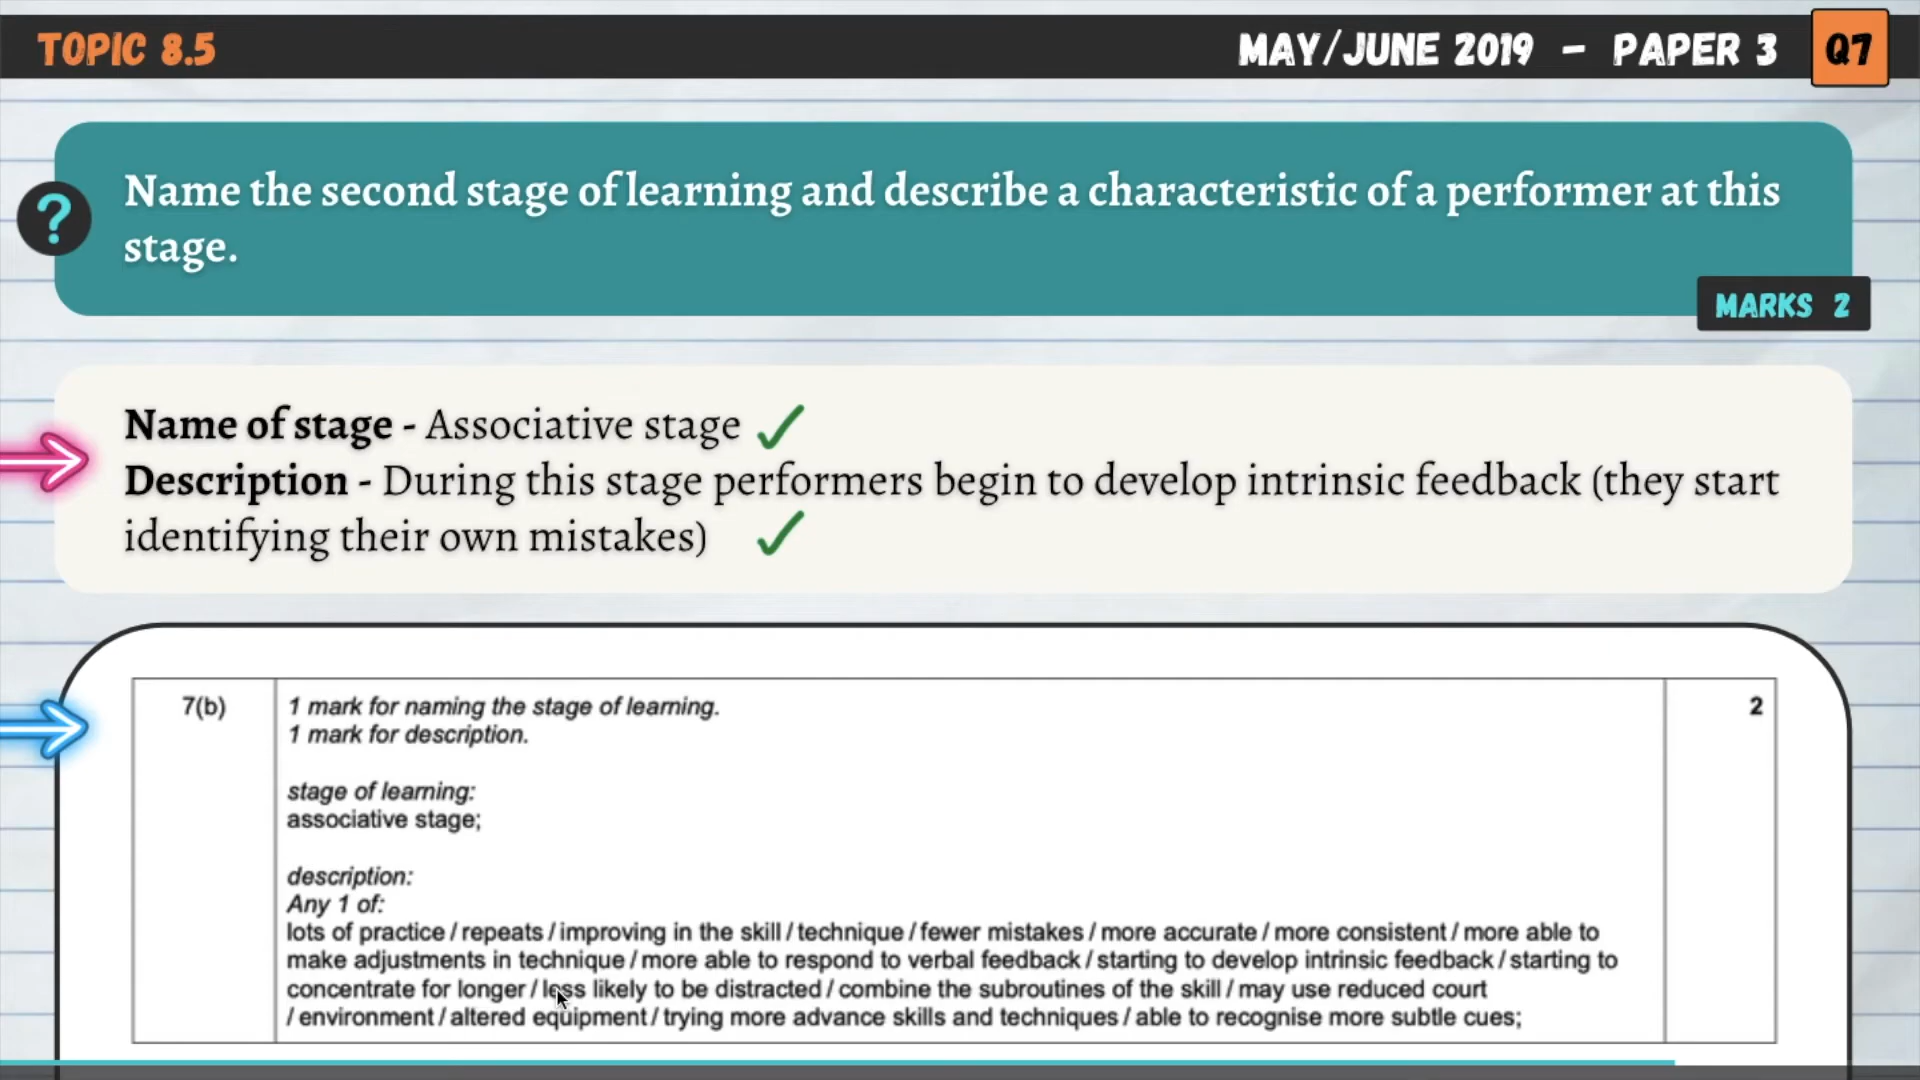 TOPIC 8.5
MAY/JUNE 2019 – PAPER 3
Q7
?
Name the second stage of learning and describe a characteristic of a performer at this
stage.
MARKS 2
Name of stage - Associative stage
Description - During this stage performers begin to develop intrinsic feedback (they start
identifying their own mistakes)
7(b)
1 mark for naming the stage of learning.
2
1 mark for description.
stage of learning:
associative stage;
description:
Any 1 of:
lots of practice / repeats / improving in the skill / technique / fewer mistakes / more accurate / more consistent / more able to
make adjustments in technique / more able to respond to verbal feedback / starting to develop intrinsic feedback / starting to
concentrate for longer / less likely to be distracted / combine the subroutines of the skill / may use reduced court
/ environment / altered equipment / trying more advance skills and techniques / able to recognise more subtle cues;